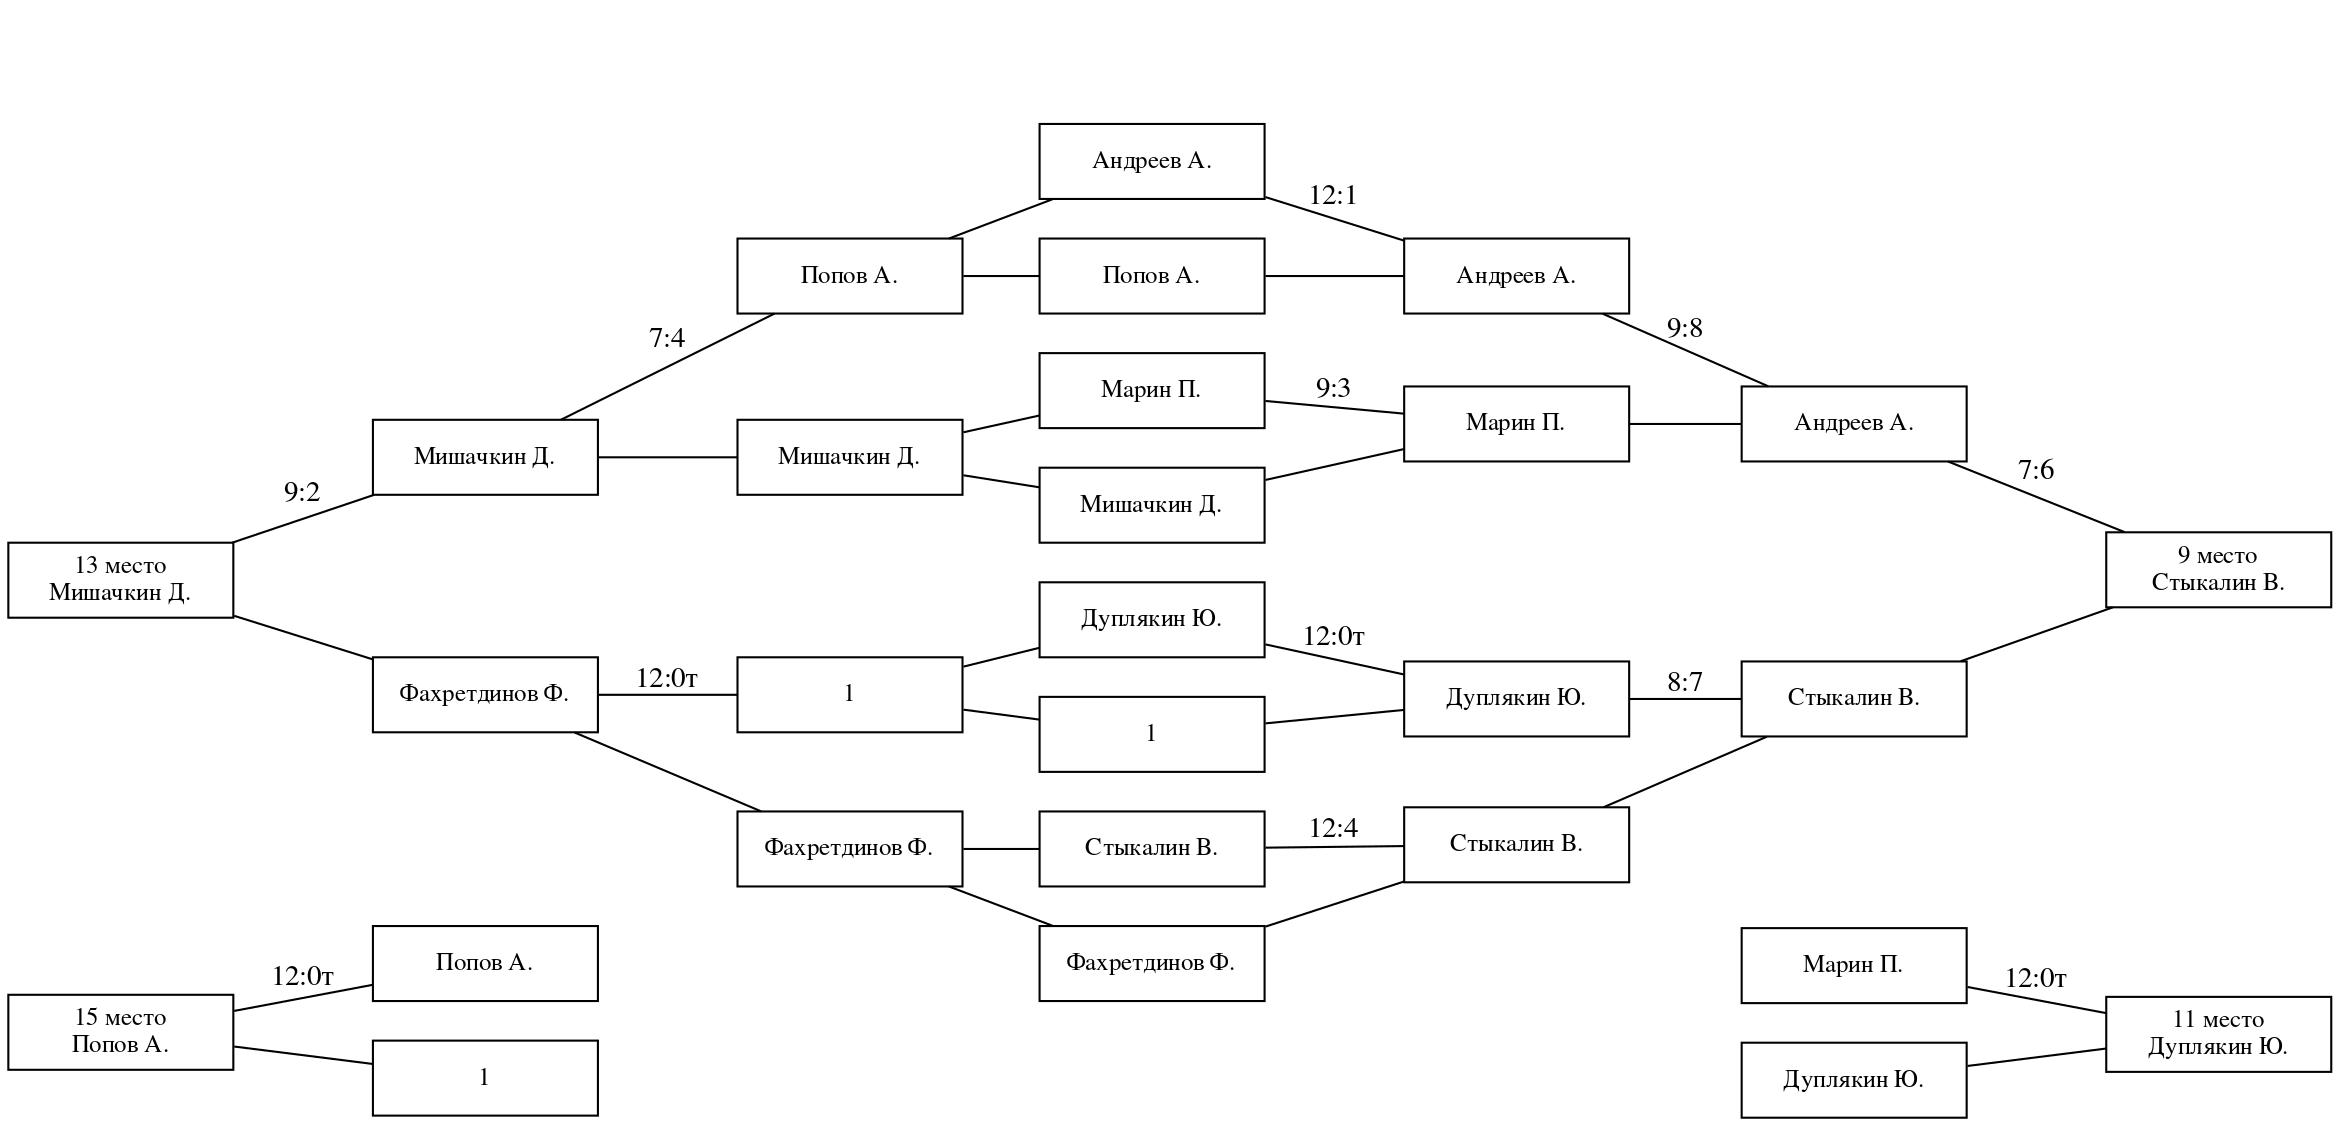 Андреев А.
12:1
Попов А.
Попов А.
Андреев А.
7:4
9:8
Марин П.
9:3
Марин П.
Андреев А.
Мишачкин Д.
Мишачкин Д.
7:6
9:2
Мишачкин Д.
13 место
Мишачкин Д.
9 место
Стыкалин В.
Дуплякин Ю.
12:0т
Фахретдинов Ф.
12:0т
1
Дуплякин Ю.
8:7
Стыкалин В.
1
Фахретдинов Ф.
Стыкалин В.
12:4
Стыкалин В.
Попов А.
Фахретдинов Ф.
Марин П.
12:0т
12:0т
15 место
Попов А.
11 место
Дуплякин Ю.
1
Дуплякин Ю.